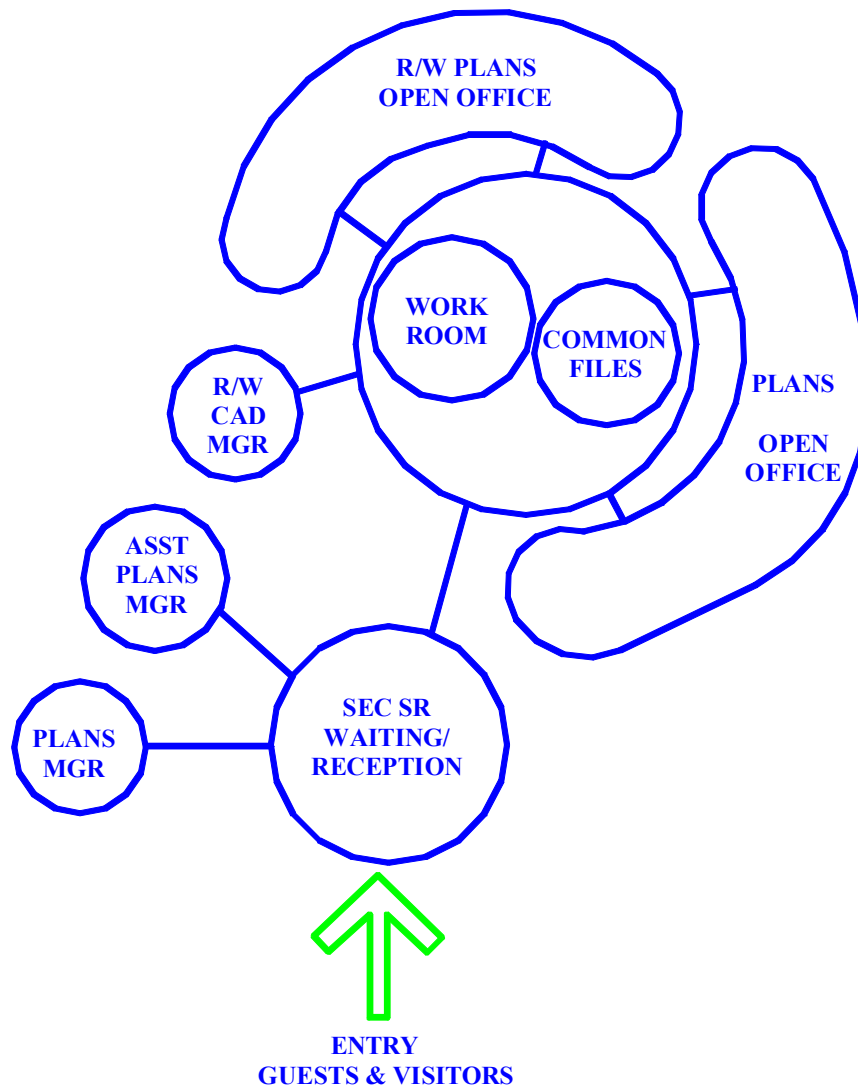 R/W PLANS
OPEN OFFICE
WORK
ROOM
COMMON
FILES
R/W
CAD
MGR
PLANS
OPEN
OFFICE
ASST
PLANS
MGR
SEC SR
WAITING/
RECEPTION
PLANS
MGR
ENTRY
GUESTS & VISITORS